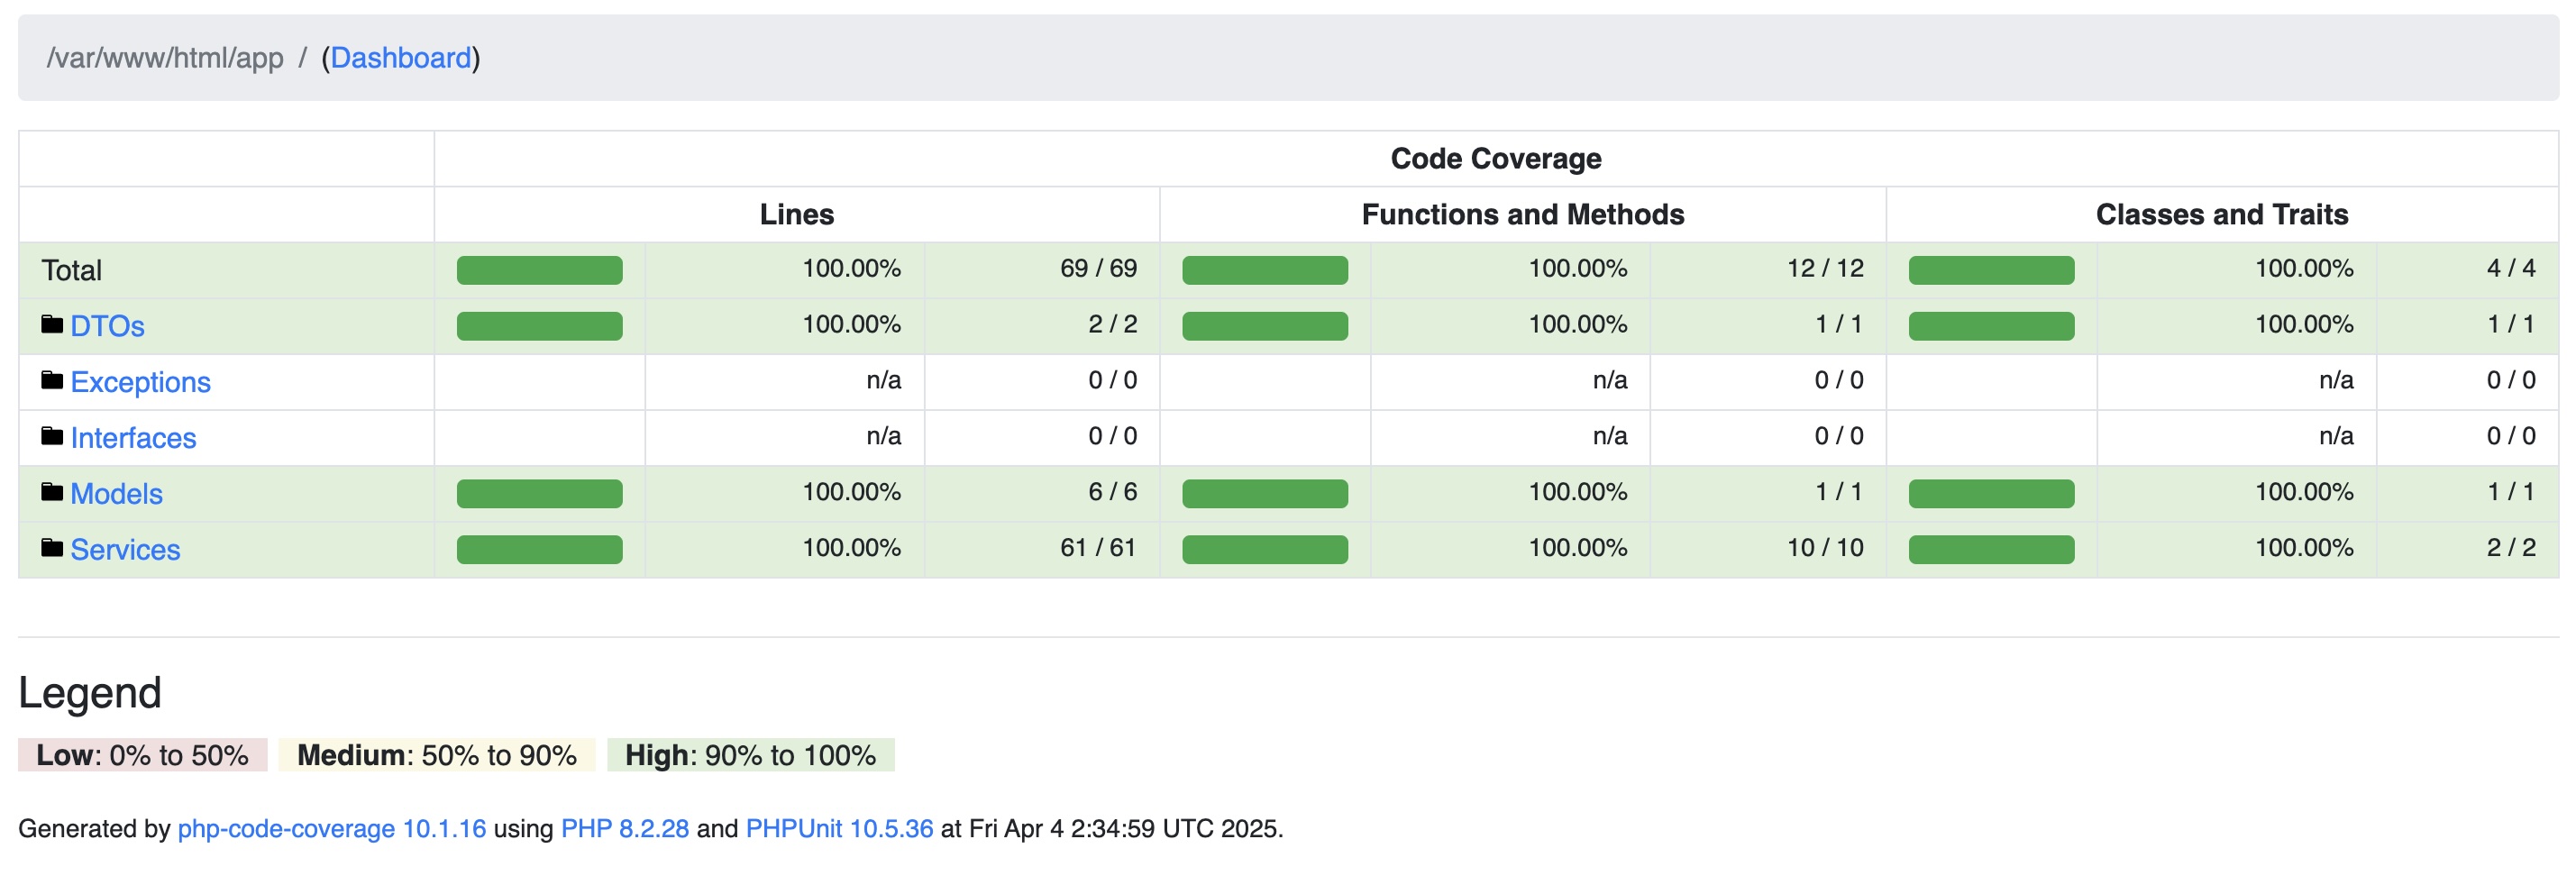 /var/www/html/app / (Dashboard)
Code Coverage
Lines Functions and Methods Classes and Traits
Total 100.00% 69 / 69 100.00% 12 / 12 100.00% 4 / 4
DTOs 100.00% 2 / 2 100.00% 1 / 1 100.00% 1 / 1
Exceptions n/a 0 / 0 n/a 0 / 0 n/a 0 / 0
Interfaces n/a 0 / 0 n/a 0 / 0 n/a 0 / 0
Models 100.00% 6 / 6 100.00% 1 / 1 100.00% 1 / 1
Services 100.00% 61 / 61 100.00% 10 / 10 100.00% 2 / 2
Legend
Low: 0% to 50% Medium: 50% to 90% High: 90% to 100%
Generated by php-code-coverage 10.1.16 using PHP 8.2.28 and PHPUnit 10.5.36 at Fri Apr 4 2:34:59 UTC 2025.